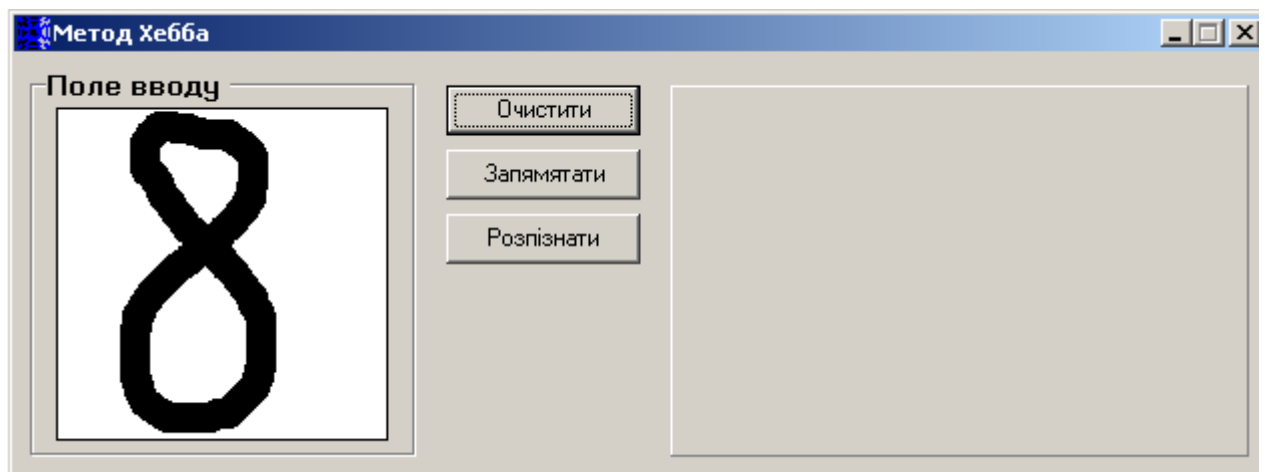 Метод Хебба
Поле вводу
8
Очистити
Запямятати
Розпізнати